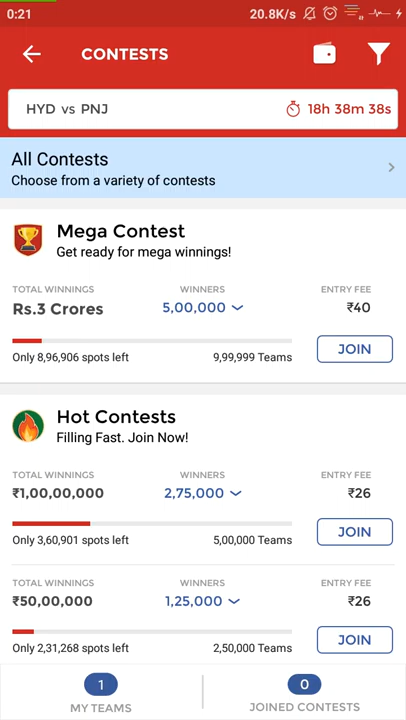 0:21 20.8K/s
CONTESTS
HYD vs PNJ 18h 38m 38s
All Contests
Choose from a variety of contests
Mega Contest
Get ready for mega winnings!
TOTAL WINNINGS WINNERS ENTRY FEE
Rs.3 Crores 5,00,000 ₹40
JOIN
Only 8,96,906 spots left 9,99,999 Teams
Hot Contests
Filling Fast. Join Now!
TOTAL WINNINGS WINNERS ENTRY FEE
₹1,00,00,000 2,75,000 ₹26
JOIN
Only 3,60,901 spots left 5,00,000 Teams
TOTAL WINNINGS WINNERS ENTRY FEE
₹50,00,000 1,25,000 ₹26
JOIN
Only 2,31,268 spots left 2,50,000 Teams
1 0
MY TEAMS JOINED CONTESTS